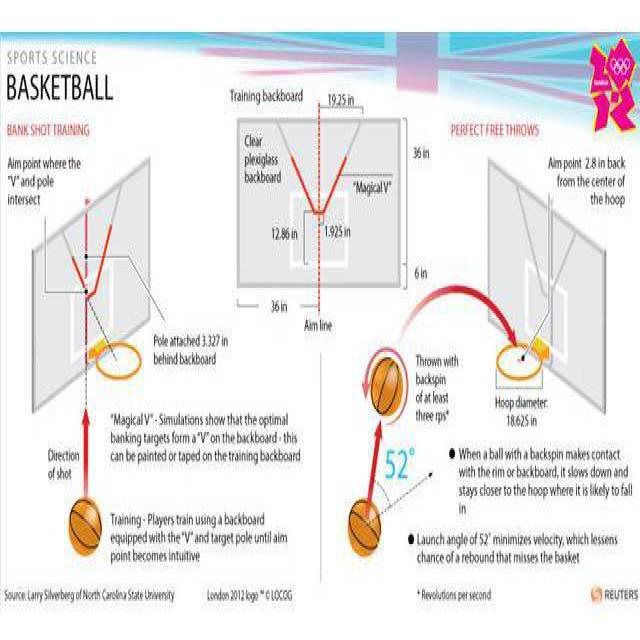 SPORTS SCIENCE
BASKETBALL
BANK SHOT TRAINING
Aim point where the
"V" and pole
intersect
Pole attached 3.327 in
behind backboard
Direction
of shot
"Magical V" - Simulations show that the optimal
banking targets form a "V" on the backboard - this
can be painted or taped on the training backboard
Training - Players train using a backboard
equipped with the "V" and target pole until aim
point becomes intuitive
Training backboard
19.25 in
Clear
plexiglass
backboard
"Magical V"
36 in
12.86 in
1.925 in
6 in
36 in
Aim line
PERFECT FREE THROWS
Aim point 2.8 in back
from the center of
the hoop
Thrown with
backspin
of at least
three rps*
Hoop diameter:
18.625 in
52°
● When a ball with a backspin makes contact
with the rim or backboard, it slows down and
stays closer to the hoop where it is likely to fall
in
● Launch angle of 52° minimizes velocity, which lessens
chance of a rebound that misses the basket
Source: Larry Silverberg of North Carolina State University
London 2012 logo ™ © LOCOG
* Revolutions per second
REUTERS